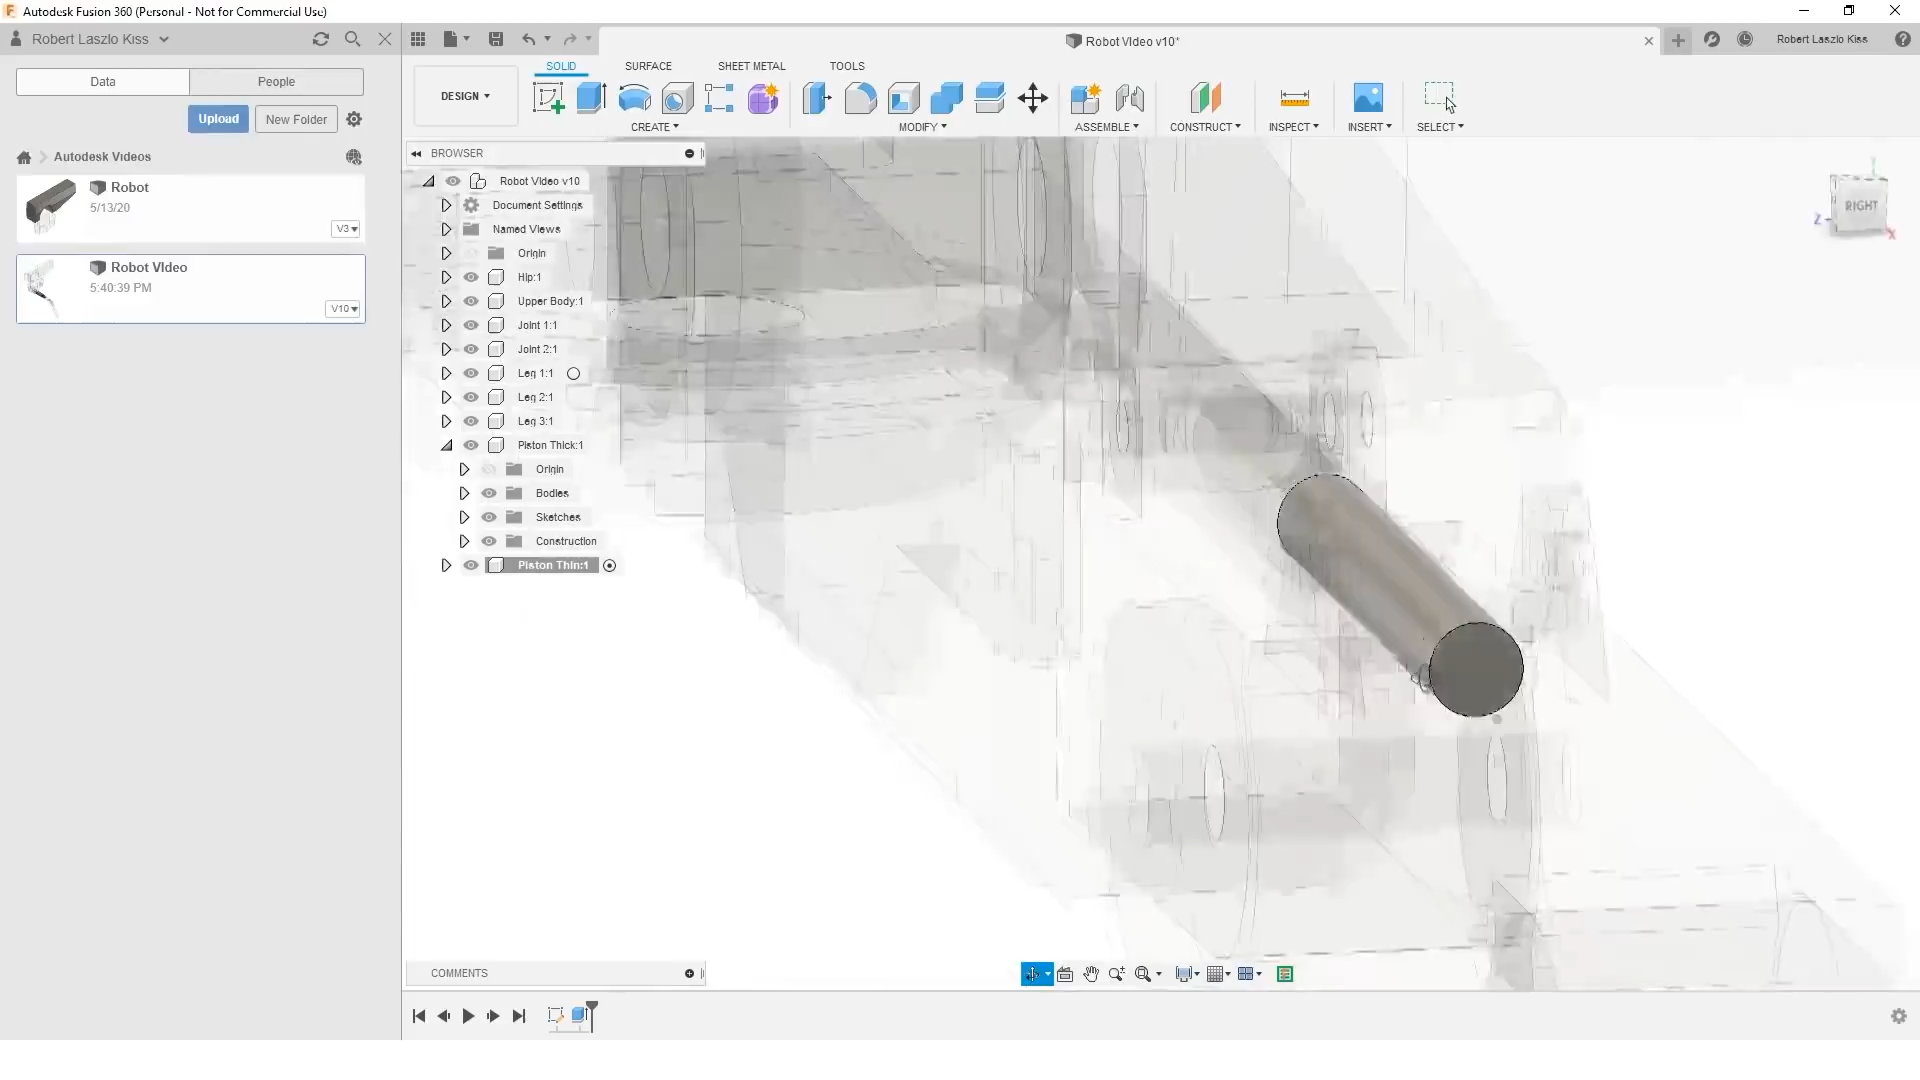 Autodesk Fusion 360 (Personal - Not for Commercial Use)
Robert Laszlo Kiss
Robot VIdeo v10*
Robert Laszlo Kiss
Data
People
Upload
New Folder
Autodesk Videos
Robot
5/13/20
V3
Robot VIdeo
5:40:39 PM
V10
SOLID
SURFACE
SHEET METAL
TOOLS
DESIGN
CREATE
MODIFY
ASSEMBLE
CONSTRUCT
INSPECT
INSERT
SELECT
BROWSER
Robot VIdeo v10
Document Settings
Named Views
Origin
Hip:1
Upper Body:1
Joint 1:1
Joint 2:1
Leg 1:1
Leg 2:1
Leg 3:1
Piston Thick:1
Origin
Bodies
Sketches
Construction
Piston Thin:1
RIGHT
Z
X
Y
COMMENTS